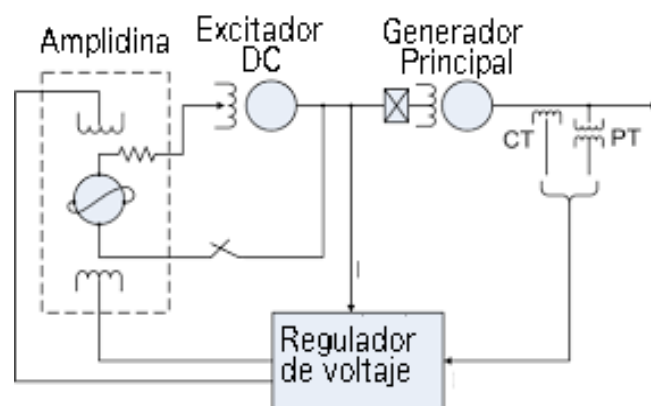 Amplidina
Excitador
DC
Generador
Principal
CT
PT
Regulador
de voltaje